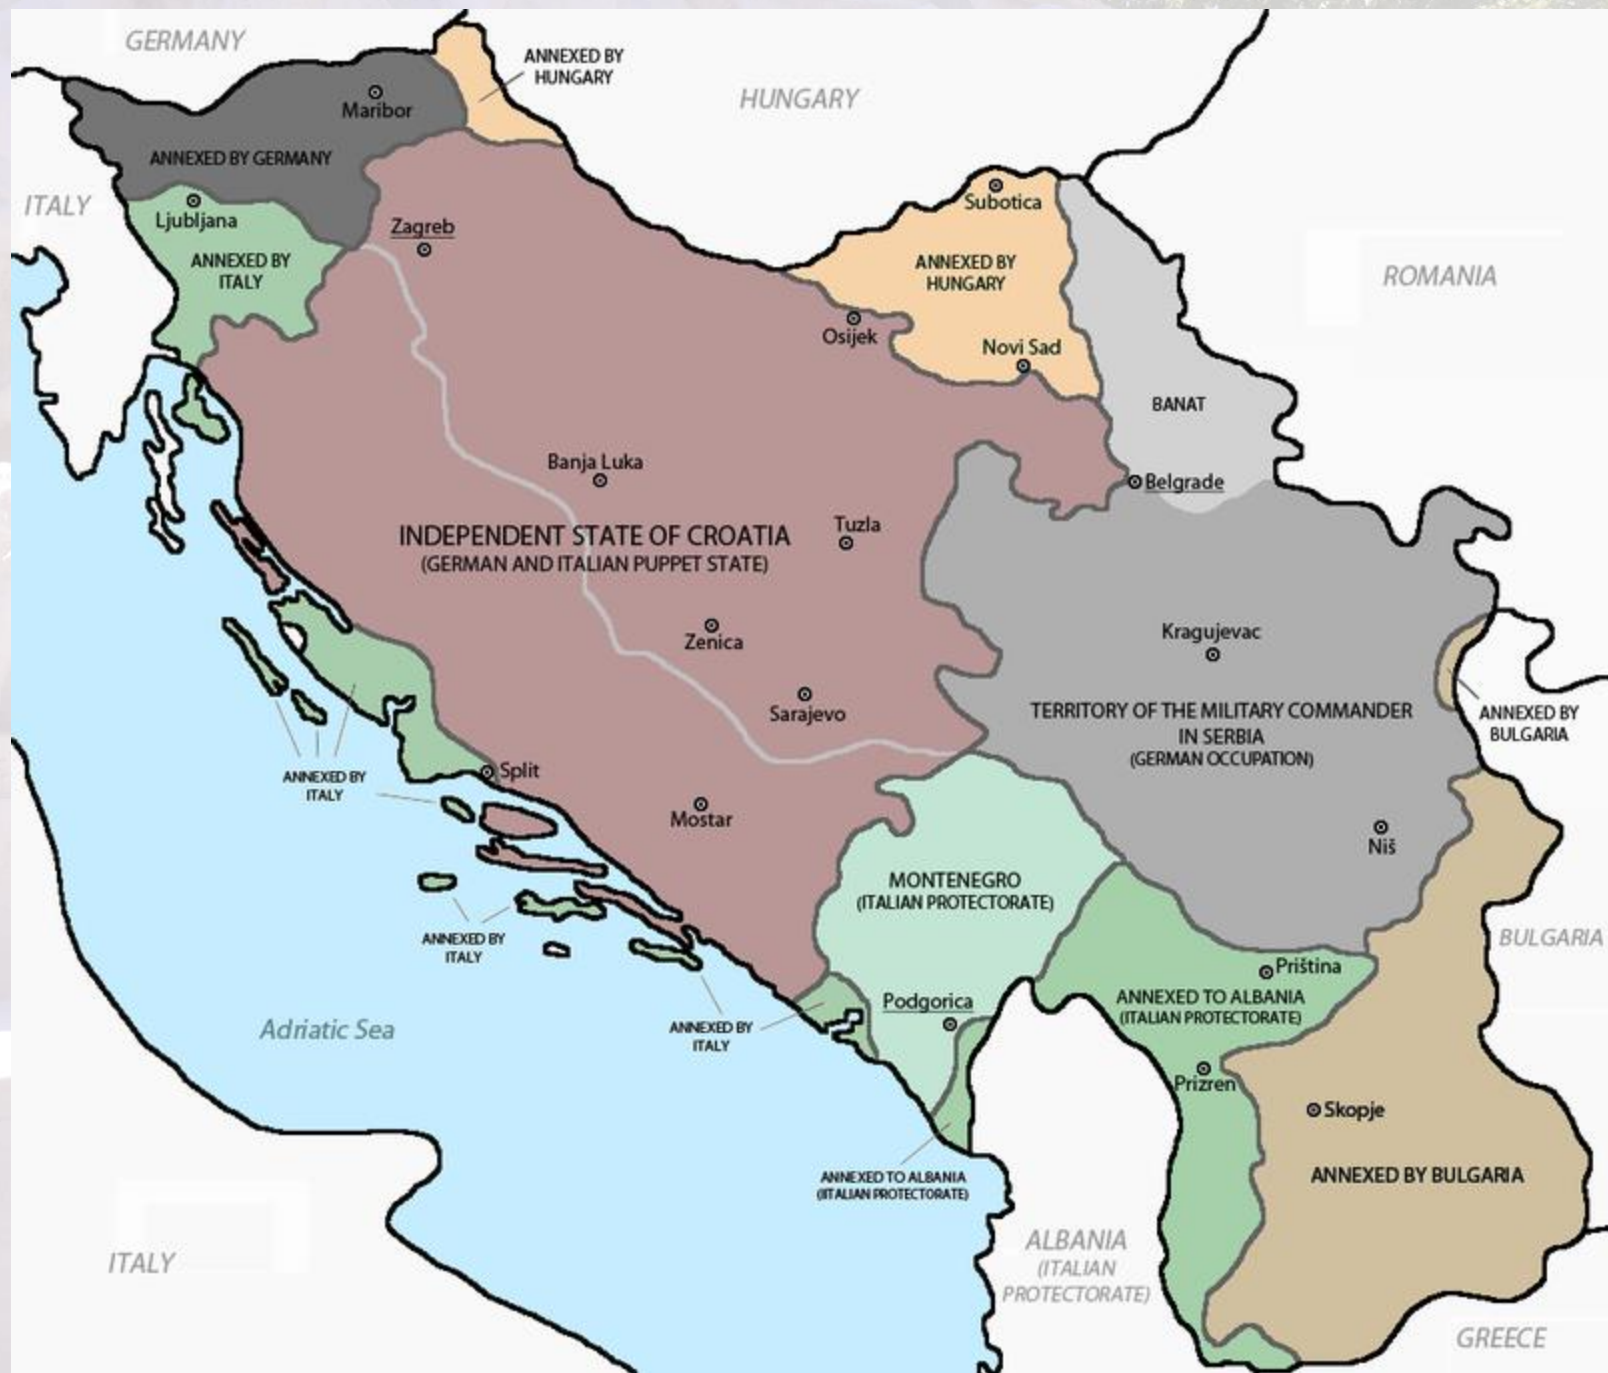 GERMANY
ANNEXED BY
HUNGARY
HUNGARY
Maribor
ANNEXED BY GERMANY
ITALY
Ljubljana
ANNEXED BY
ITALY
Zagreb
Subotica
ANNEXED BY
HUNGARY
ROMANIA
Osijek
Novi Sad
BANAT
Banja Luka
Belgrade
INDEPENDENT STATE OF CROATIA
(GERMAN AND ITALIAN PUPPET STATE)
Tuzla
Zenica
Kragujevac
Sarajevo
TERRITORY OF THE MILITARY COMMANDER
IN SERBIA
(GERMAN OCCUPATION)
ANNEXED BY
BULGARIA
ANNEXED BY
ITALY
Split
Mostar
Niš
MONTENEGRO
(ITALIAN PROTECTORATE)
ANNEXED BY
ITALY
BULGARIA
Priština
ANNEXED TO ALBANIA
(ITALIAN PROTECTORATE)
Podgorica
Adriatic Sea
ANNEXED BY
ITALY
Prizren
Skopje
ANNEXED TO ALBANIA
(IITALIAN PROTECTORATE)
ANNEXED BY BULGARIA
ITALY
ALBANIA
(ITALIAN
PROTECTORATE)
GREECE